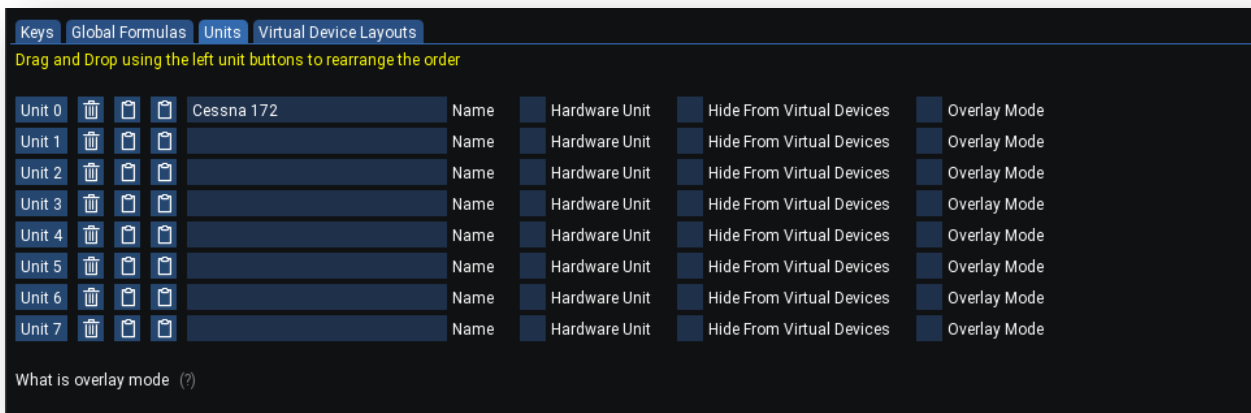 Keys Global Formulas Units Virtual Device Layouts
Drag and Drop using the left unit buttons to rearrange the order
Unit 0 Cessna 172 Name Hardware Unit Hide From Virtual Devices Overlay Mode
Unit 1 Name Hardware Unit Hide From Virtual Devices Overlay Mode
Unit 2 Name Hardware Unit Hide From Virtual Devices Overlay Mode
Unit 3 Name Hardware Unit Hide From Virtual Devices Overlay Mode
Unit 4 Name Hardware Unit Hide From Virtual Devices Overlay Mode
Unit 5 Name Hardware Unit Hide From Virtual Devices Overlay Mode
Unit 6 Name Hardware Unit Hide From Virtual Devices Overlay Mode
Unit 7 Name Hardware Unit Hide From Virtual Devices Overlay Mode
What is overlay mode (?)